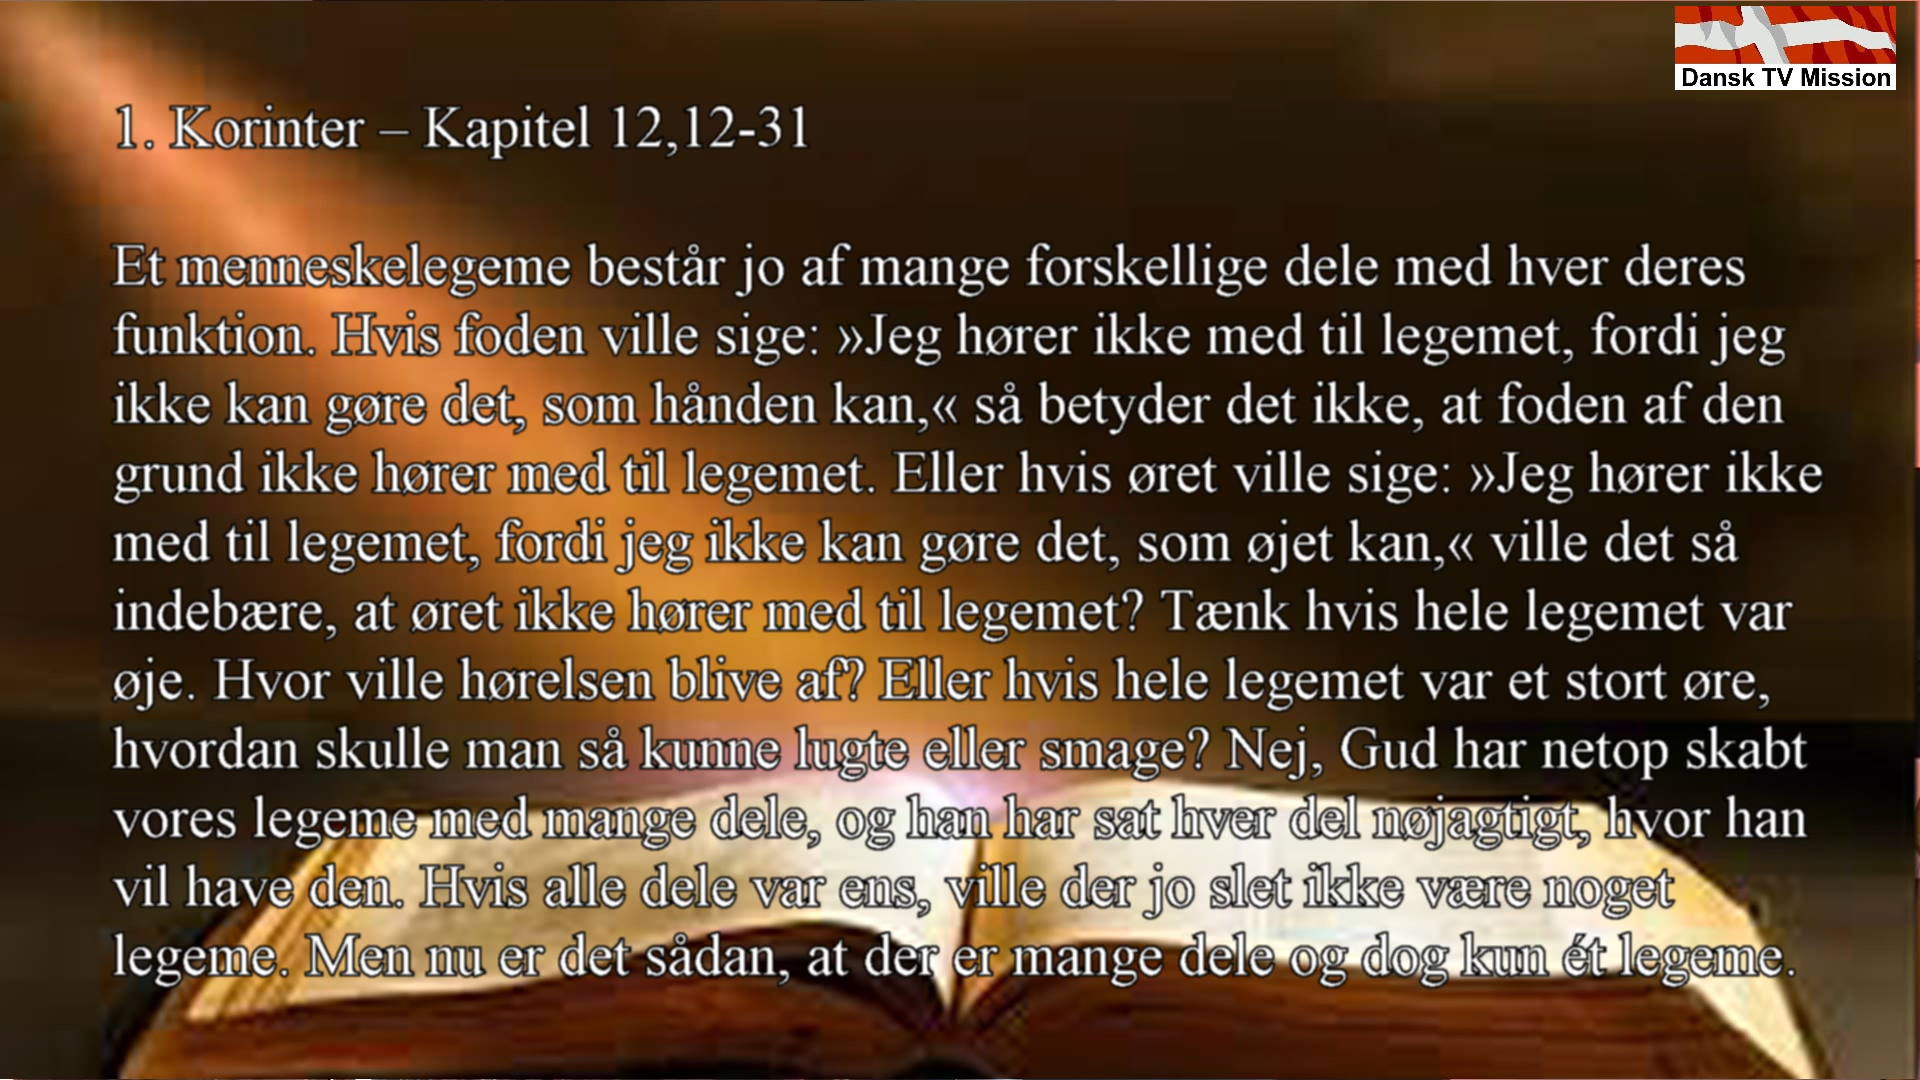 Dansk TV Mission
1. Korinter – Kapitel 12,12-31
Et menneskelegeme består jo af mange forskellige dele med hver deres
funktion. Hvis foden ville sige: »Jeg hører ikke med til legemet, fordi jeg
ikke kan gøre det, som hånden kan,« så betyder det ikke, at foden af den
grund ikke hører med til legemet. Eller hvis øret ville sige: »Jeg hører ikke
med til legemet, fordi jeg ikke kan gøre det, som øjet kan,« ville det så
indebære, at øret ikke hører med til legemet? Tænk hvis hele legemet var
øje. Hvor ville hørelsen blive af? Eller hvis hele legemet var et stort øre,
hvordan skulle man så kunne lugte eller smage? Nej, Gud har netop skabt
vores legeme med mange dele, og han har sat hver del nøjagtigt, hvor han
vil have den. Hvis alle dele var ens, ville der jo slet ikke være noget
legeme. Men nu er det sådan, at der er mange dele og dog kun ét legeme.